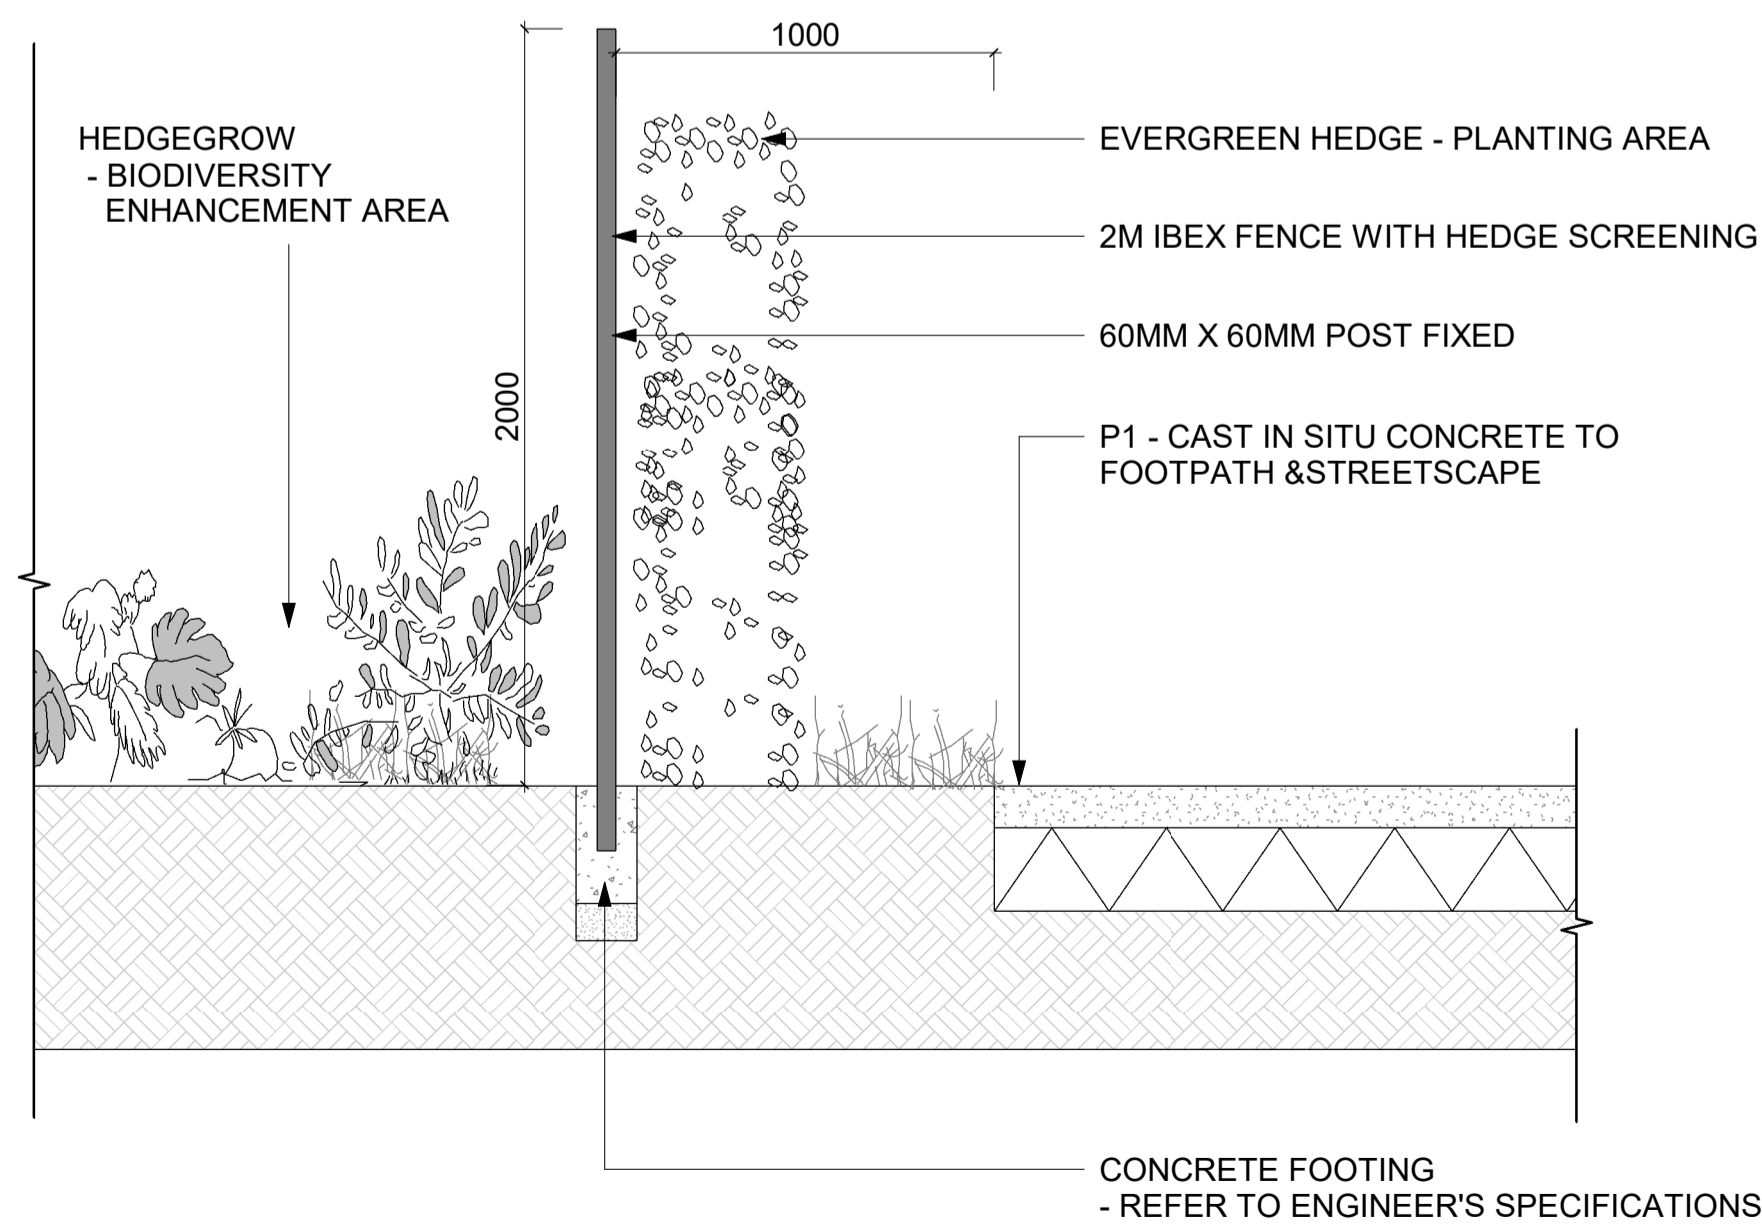 1000
2000
HEDGEGROW
- BIODIVERSITY
ENHANCEMENT AREA
EVERGREEN HEDGE - PLANTING AREA
2M IBEX FENCE WITH HEDGE SCREENING
60MM X 60MM POST FIXED
P1 - CAST IN SITU CONCRETE TO
FOOTPATH &STREETSCAPE
CONCRETE FOOTING
- REFER TO ENGINEER'S SPECIFICATIONS